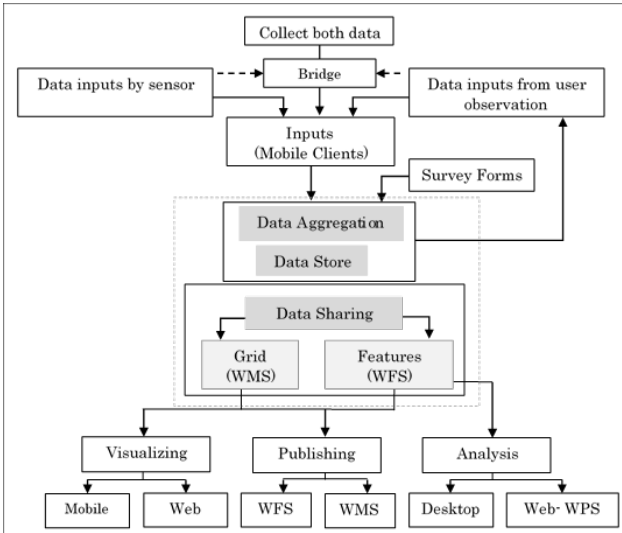 Collect both data
Bridge
Data inputs by sensor
Data inputs from user
observation
Inputs
(Mobile Clients)
Survey Forms
Data Aggregation
Data Store
Data Sharing
Grid
(WMS)
Features
(WFS)
Visualizing
Publishing
Analysis
Mobile
Web
WFS
WMS
Desktop
Web- WPS